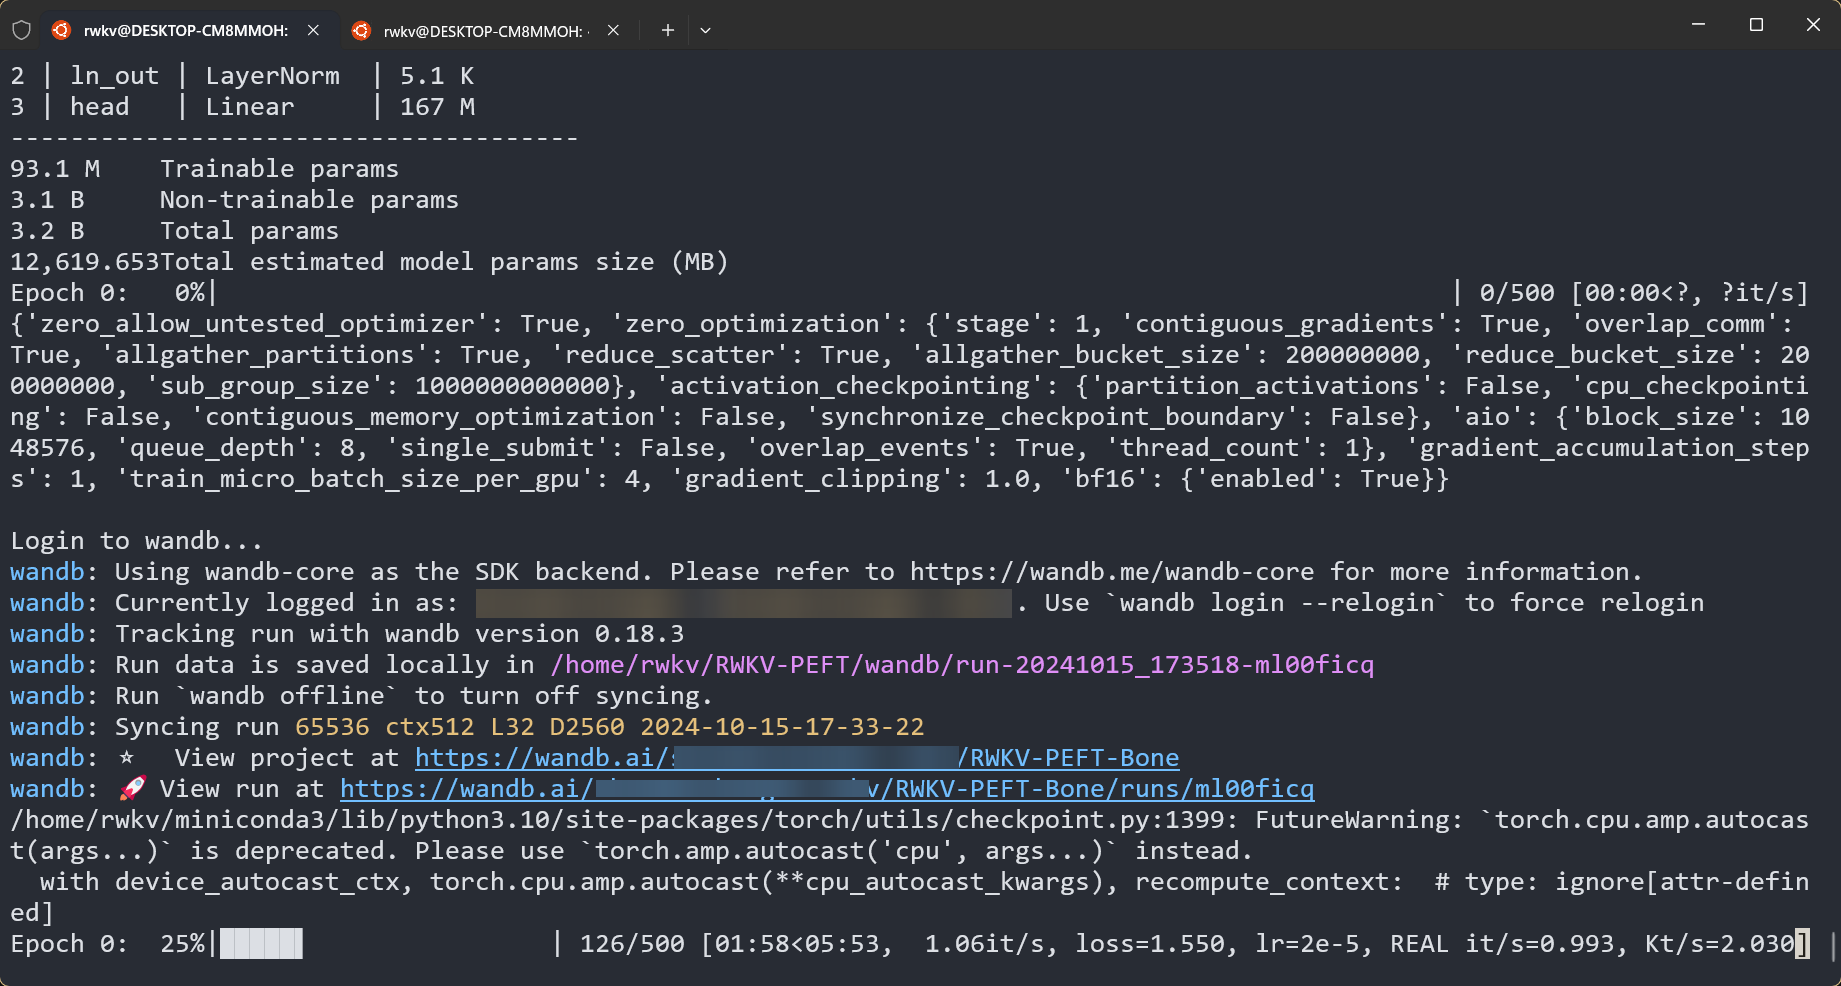 rwkv@DESKTOP-CM8MMOH:
rwkv@DESKTOP-CM8MMOH:
2 | ln_out | LayerNorm  | 5.1 K
3 | head   | Linear     | 167 M
--------------------------------------
93.1 M    Trainable params
3.1 B     Non-trainable params
3.2 B     Total params
12,619.653Total estimated model params size (MB)
Epoch 0:   0%| | 0/500 [00:00<?, ?it/s]
{'zero_allow_untested_optimizer': True, 'zero_optimization': {'stage': 1, 'contiguous_gradients': True, 'overlap_comm':
True, 'allgather_partitions': True, 'reduce_scatter': True, 'allgather_bucket_size': 200000000, 'reduce_bucket_size': 20
0000000, 'sub_group_size': 1000000000000}, 'activation_checkpointing': {'partition_activations': False, 'cpu_checkpointi
ng': False, 'contiguous_memory_optimization': False, 'synchronize_checkpoint_boundary': False}, 'aio': {'block_size': 10
48576, 'queue_depth': 8, 'single_submit': False, 'overlap_events': True, 'thread_count': 1}, 'gradient_accumulation_step
s': 1, 'train_micro_batch_size_per_gpu': 4, 'gradient_clipping': 1.0, 'bf16': {'enabled': True}}
Login to wandb...
wandb: Using wandb-core as the SDK backend. Please refer to https://wandb.me/wandb-core for more information.
wandb: Currently logged in as: . Use `wandb login --relogin` to force relogin
wandb: Tracking run with wandb version 0.18.3
wandb: Run data is saved locally in /home/rwkv/RWKV-PEFT/wandb/run-20241015_173518-ml00ficq
wandb: Run `wandb offline` to turn off syncing.
wandb: Syncing run 65536 ctx512 L32 D2560 2024-10-15-17-33-22
wandb: ⭐ View project at https://wandb.ai/ /RWKV-PEFT-Bone
wandb: 🚀 View run at https://wandb.ai/ v/RWKV-PEFT-Bone/runs/ml00ficq
/home/rwkv/miniconda3/lib/python3.10/site-packages/torch/utils/checkpoint.py:1399: FutureWarning: `torch.cpu.amp.autocas
t(args...)` is deprecated. Please use `torch.amp.autocast('cpu', args...)` instead.
  with device_autocast_ctx, torch.cpu.amp.autocast(**cpu_autocast_kwargs), recompute_context:  # type: ignore[attr-defin
ed]
Epoch 0:  25%| | 126/500 [01:58<05:53,  1.06it/s, loss=1.550, lr=2e-5, REAL it/s=0.993, Kt/s=2.030]